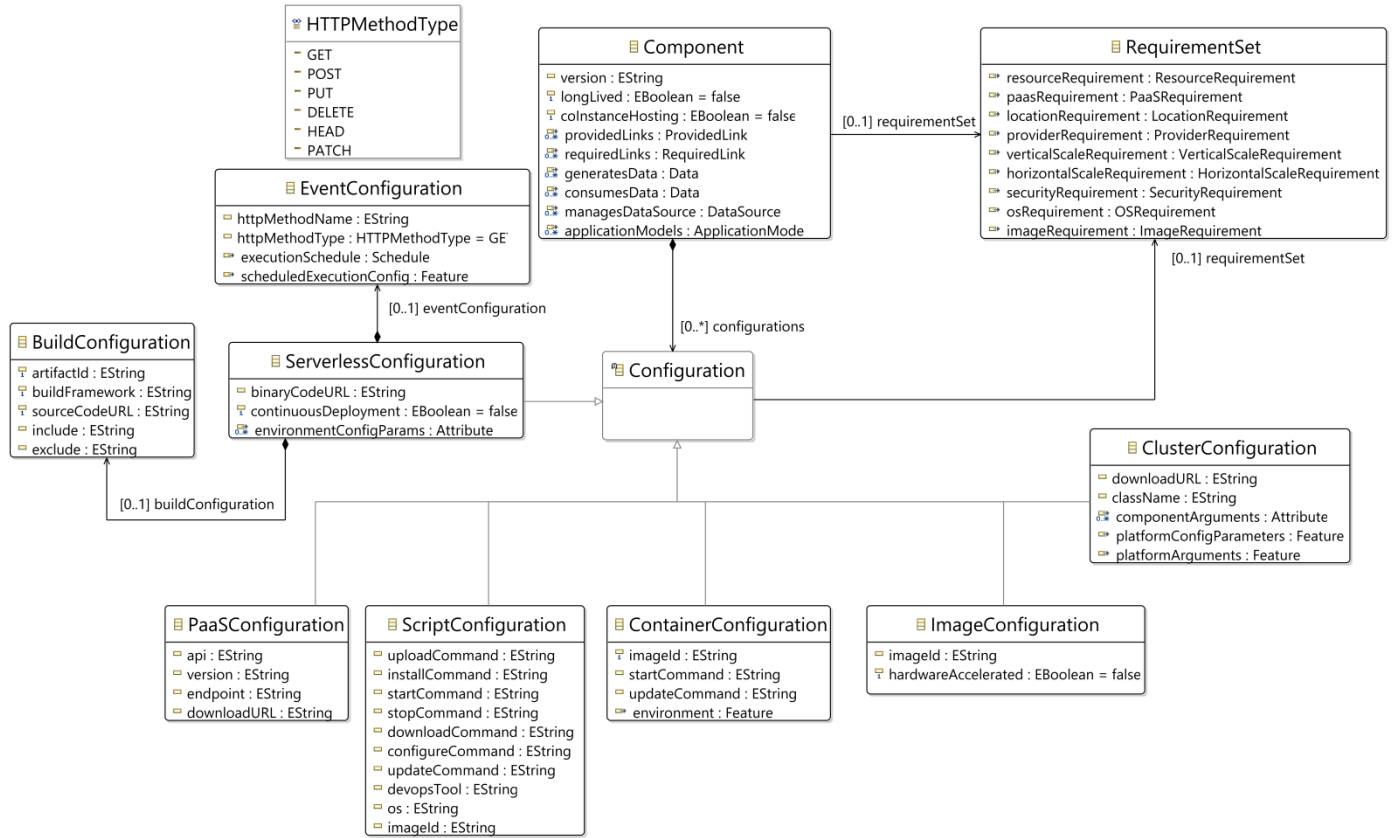 HTTPMethodType
GET
POST
PUT
DELETE
HEAD
PATCH
Component
version : EString
longLived : EBoolean = false
coInstanceHosting : EBoolean = false
providedLinks : ProvidedLink
requiredLinks : RequiredLink
generatesData : Data
consumesData : Data
managesDataSource : DataSource
applicationModels : ApplicationMode
[0..1] requirementSet
RequirementSet
resourceRequirement : ResourceRequirement
paasRequirement : PaaSRequirement
locationRequirement : LocationRequirement
providerRequirement : ProviderRequirement
verticalScaleRequirement : VerticalScaleRequirement
horizontalScaleRequirement : HorizontalScaleRequirement
securityRequirement : SecurityRequirement
osRequirement : OSRequirement
imageRequirement : ImageRequirement
[0..1] requirementSet
EventConfiguration
httpMethodName : EString
httpMethodType : HTTPMethodType = GE
executionSchedule : Schedule
scheduledExecutionConfig : Feature
[0..1] eventConfiguration
[0..*] configurations
BuildConfiguration
artifactId : EString
buildFramework : EString
sourceCodeURL : EString
include : EString
exclude : EString
ServerlessConfiguration
binaryCodeURL : EString
continuousDeployment : EBoolean = false
0..* environmentConfigParams : Attribute
[0..1] buildConfiguration
Configuration
ClusterConfiguration
downloadURL : EString
className : EString
0..* componentArguments : Attribute
platformConfigParameters : Feature
platformArguments : Feature
PaaSConfiguration
api : EString
version : EString
endpoint : EString
downloadURL : EString
ScriptConfiguration
uploadCommand : EString
installCommand : EString
startCommand : EString
stopCommand : EString
downloadCommand : EString
configureCommand : EString
updateCommand : EString
devopsTool : EString
os : EString
imageId : EString
ContainerConfiguration
imageId : EString
startCommand : EString
updateCommand : EString
environment : Feature
ImageConfiguration
imageId : EString
hardwareAccelerated : EBoolean = false